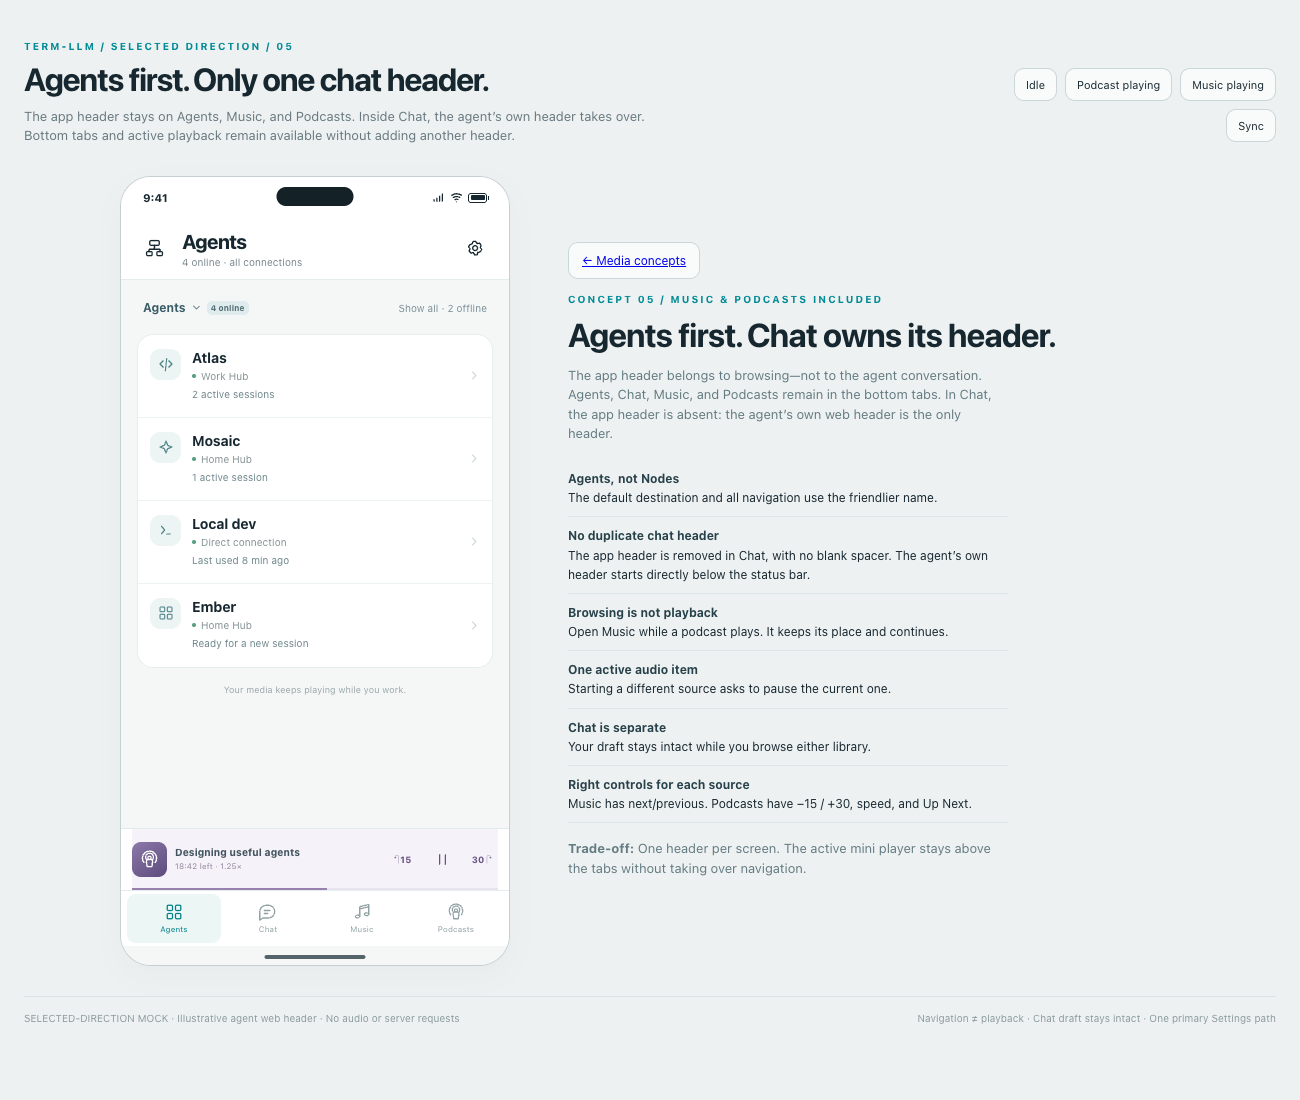 TERM-LLM / SELECTED DIRECTION / 05
Agents first. Only one chat header.
The app header stays on Agents, Music, and Podcasts. Inside Chat, the agent’s own header takes over.
Bottom tabs and active playback remain available without adding another header.
Idle
Podcast playing
Music playing
Sync
9:41
Agents
4 online · all connections
Agents
4 online
Show all · 2 offline
Atlas
Work Hub
2 active sessions
Mosaic
Home Hub
1 active session
Local dev
Direct connection
Last used 8 min ago
Ember
Home Hub
Ready for a new session
Your media keeps playing while you work.
Designing useful agents
18:42 left · 1.25×
15
30
Agents
Chat
Music
Podcasts
← Media concepts
CONCEPT 05 / MUSIC & PODCASTS INCLUDED
Agents first. Chat owns its header.
The app header belongs to browsing—not to the agent conversation.
Agents, Chat, Music, and Podcasts remain in the bottom tabs. In Chat,
the app header is absent: the agent’s own web header is the only
header.
Agents, not Nodes
The default destination and all navigation use the friendlier name.
No duplicate chat header
The app header is removed in Chat, with no blank spacer. The agent’s own
header starts directly below the status bar.
Browsing is not playback
Open Music while a podcast plays. It keeps its place and continues.
One active audio item
Starting a different source asks to pause the current one.
Chat is separate
Your draft stays intact while you browse either library.
Right controls for each source
Music has next/previous. Podcasts have −15 / +30, speed, and Up Next.
Trade-off: One header per screen. The active mini player stays above
the tabs without taking over navigation.
SELECTED-DIRECTION MOCK · Illustrative agent web header · No audio or server requests
Navigation ≠ playback · Chat draft stays intact · One primary Settings path